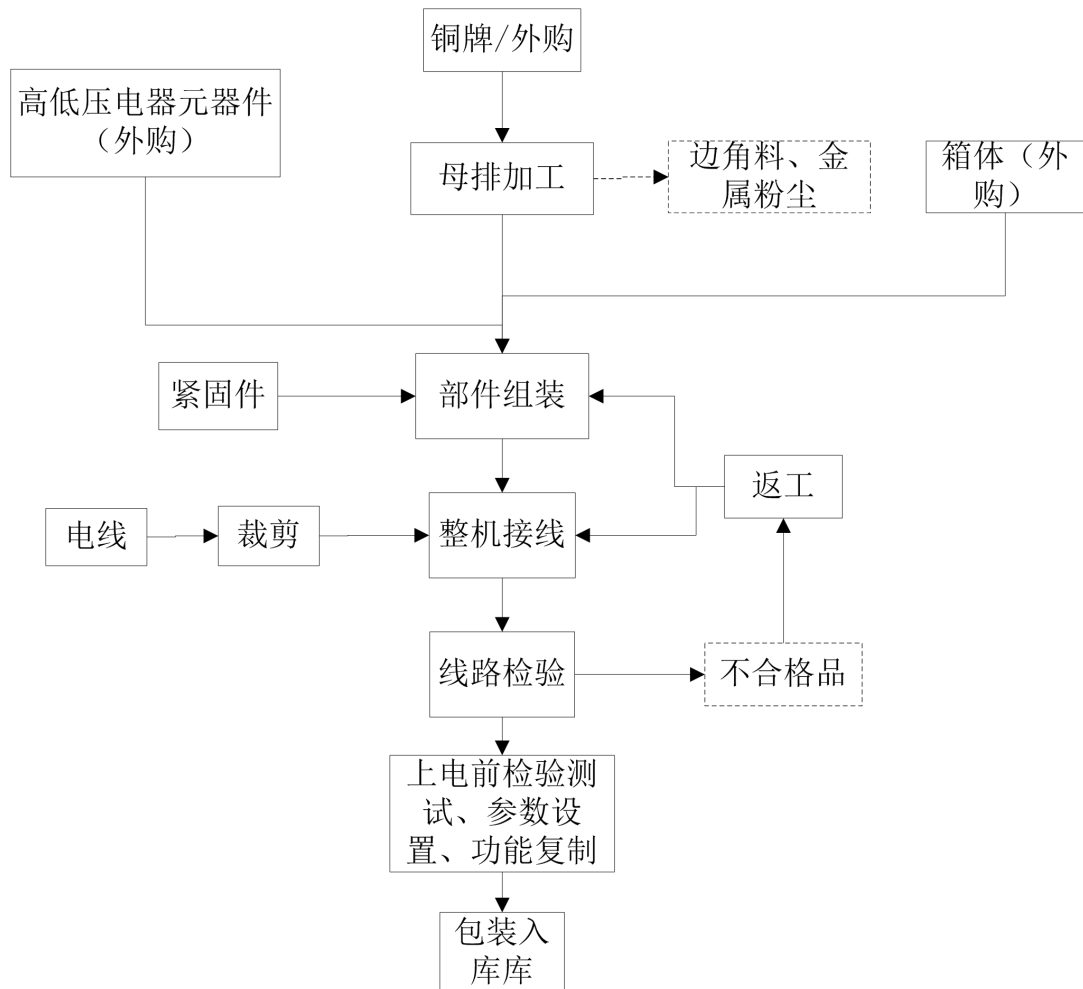 铜牌/外购
高低压电器元器件
（外购）
母排加工
边角料、金
属粉尘
箱体（外
购）
紧固件
部件组装
返工
电线
裁剪
整机接线
线路检验
不合格品
上电前检验测
试、参数设
置、功能复制
包装入
库库